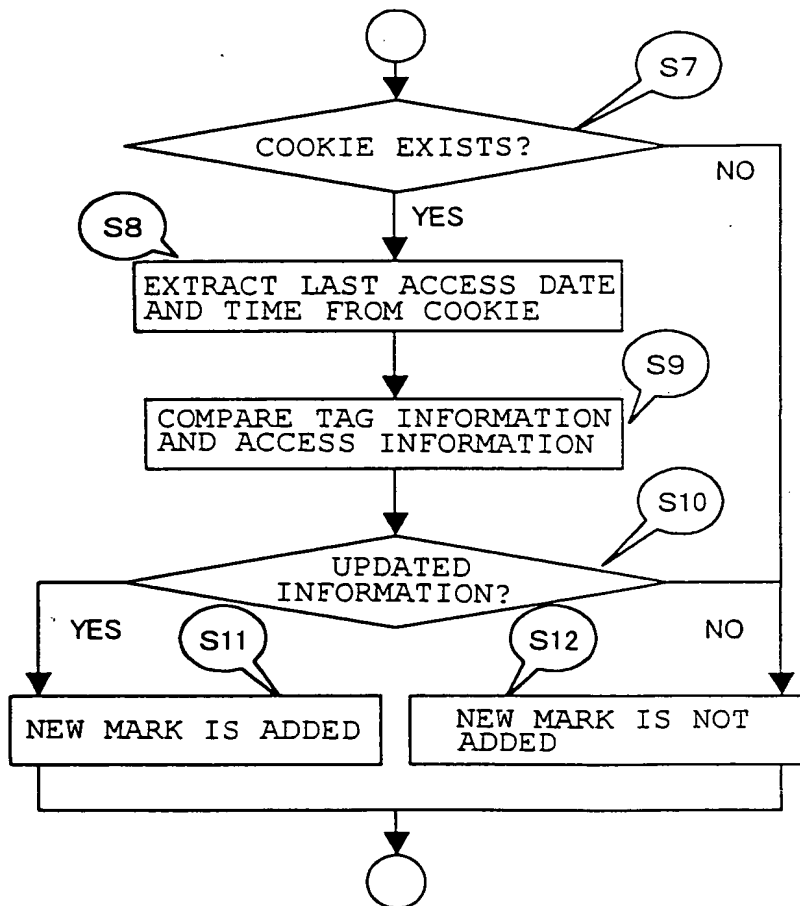 S7
COOKIE EXISTS?
NO
YES
S8
EXTRACT LAST ACCESS DATE
AND TIME FROM COOKIE
S9
COMPARE TAG INFORMATION
AND ACCESS INFORMATION
S10
UPDATED
INFORMATION?
YES
S11
S12
NO
NEW MARK IS ADDED
NEW MARK IS NOT
ADDED